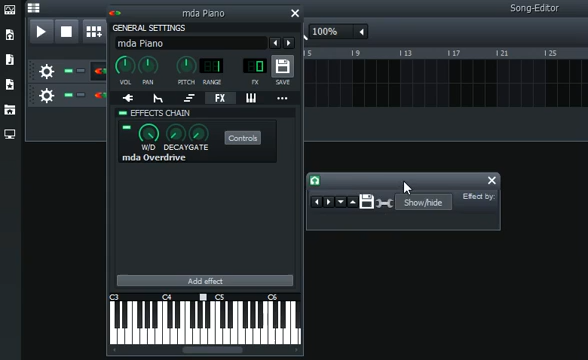 Song-Editor
mda Piano
100%
GENERAL SETTINGS
mda Piano
5 9 13 17 21 25
VOL PAN PITCH RANGE FX SAVE
FX
EFFECTS CHAIN
W/D DECAY GATE
Controls
mda Overdrive
Show/hide
Effect by:
Add effect
C3 C4 C5 C6